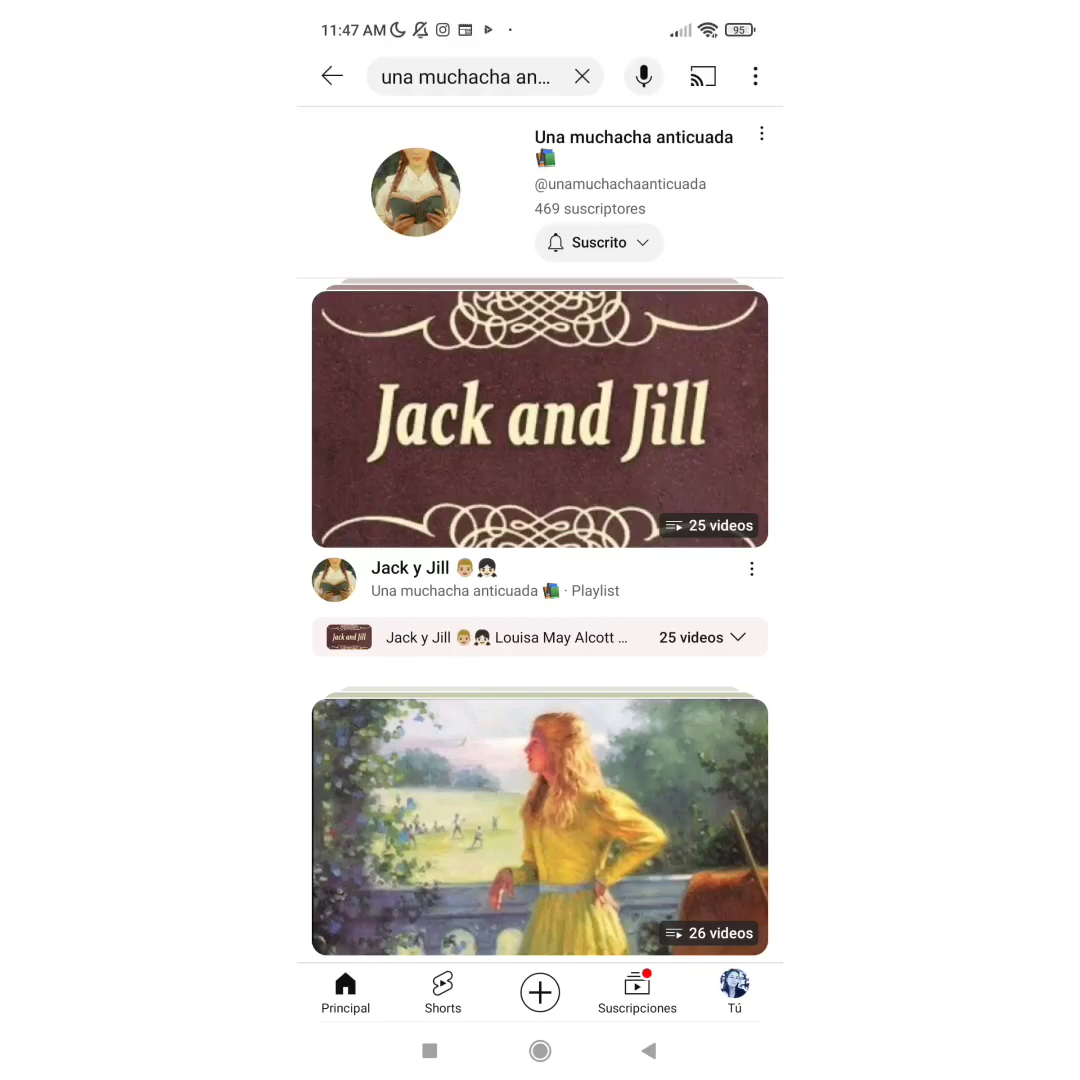 11:47 AM
95
una muchacha an...
Una muchacha anticuada
📚
@unamuchachaanticuada
469 suscriptores
Suscrito
Jack and Jill
25 videos
Jack y Jill 👨🏼👧🏻
Una muchacha anticuada 📚 · Playlist
Jack and Jill
Jack y Jill 👨🏼👧🏻 Louisa May Alcott ...
25 videos
26 videos
Principal
Shorts
Suscripciones
Tú